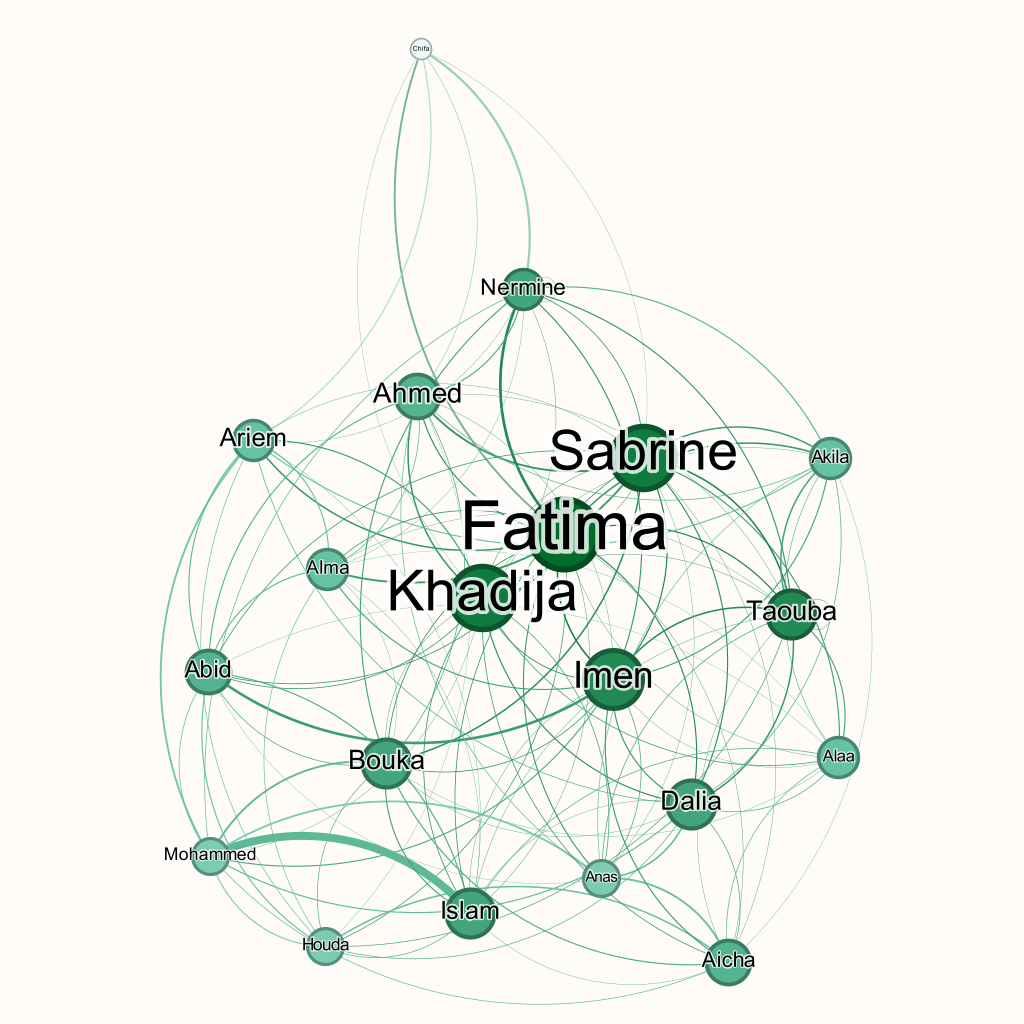 Chifa
Nermine
Ahmed
Ariem
Sabrine
Akila
Fatima
Alma
Khadija
Taouba
Abid
Imen
Bouka
Alaa
Dalia
Mohammed
Anas
Islam
Houda
Aicha